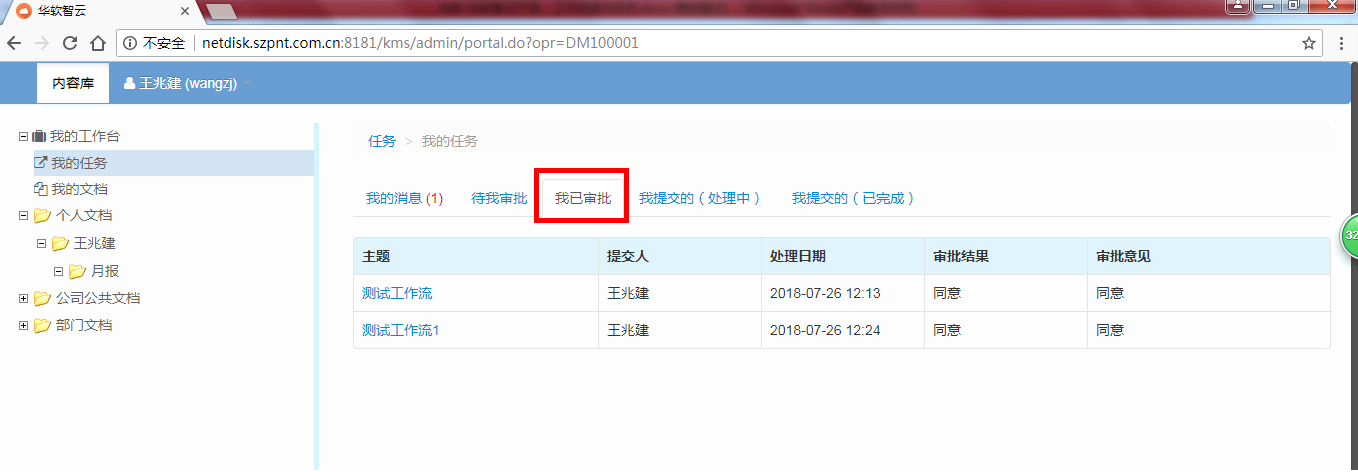 华软智云
不安全 netdisk.szpnt.com.cn:8181/kms/admin/portal.do?opr=DM100001
内容库 王兆建 (wangzj)
我的工作台
我的任务
我的文档
个人文档
王兆建
月报
公司公共文档
部门文档
任务 > 我的任务
我的消息 (1) 待我审批 我已审批 我提交的（处理中） 我提交的（已完成）
主题 提交人 处理日期 审批结果 审批意见
测试工作流 王兆建 2018-07-26 12:13 同意 同意
测试工作流1 王兆建 2018-07-26 12:24 同意 同意
32